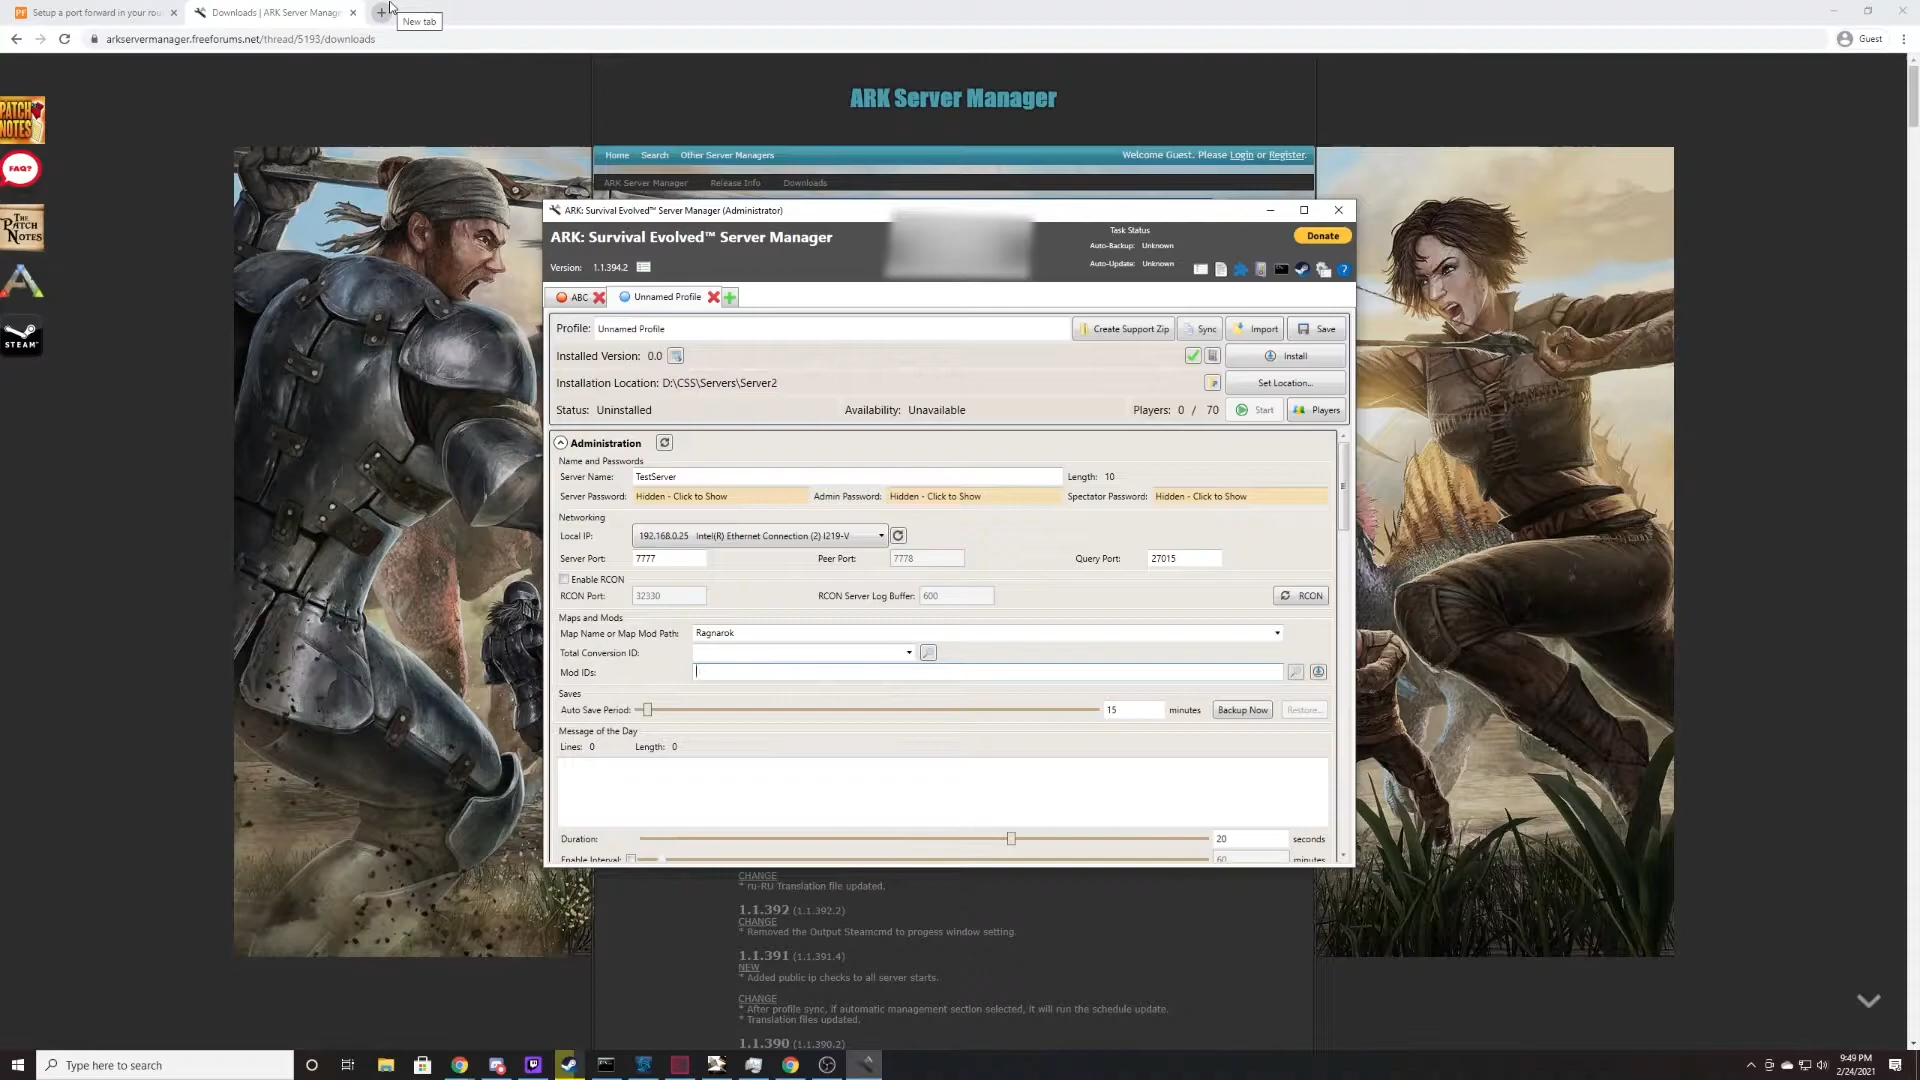 Setup a port forward in your rou
Downloads | ARK Server Manage
New tab
arkservermanager.freeforums.net/thread/5193/downloads
Guest
PATCH
NOTES
FAQ?
THE
PATCH
NOTES
STEAM
ARK Server Manager
Home Search Other Server Managers
Welcome Guest. Please Login or Register.
ARK Server Manager Release Info Downloads
ARK: Survival Evolved™ Server Manager (Administrator)
ARK: Survival Evolved™ Server Manager
Version: 1.1.394.2
Task Status
Auto-Backup: Unknown
Auto-Update: Unknown
Donate
ABC Unnamed Profile
Profile: Unnamed Profile Create Support Zip Sync Import Save
Installed Version: 0.0 Install
Installation Location: D:\CSS\Servers\Server2 Set Location...
Status: Uninstalled Availability: Unavailable Players: 0 / 70 Start Players
Administration
Name and Passwords
Server Name: TestServer Length: 10
Server Password: Hidden - Click to Show Admin Password: Hidden - Click to Show Spectator Password: Hidden - Click to Show
Networking
Local IP: 192.168.0.25 Intel(R) Ethernet Connection (2) I219-V
Server Port: 7777 Peer Port: 7778 Query Port: 27015
Enable RCON
RCON Port: 32330 RCON Server Log Buffer: 600 RCON
Maps and Mods
Map Name or Map Mod Path: Ragnarok
Total Conversion ID:
Mod IDs:
Saves
Auto Save Period: 15 minutes Backup Now Restore...
Message of the Day
Lines: 0 Length: 0
Duration: 20 seconds
Enable Interval: 60 minutes
CHANGE
* ru-RU Translation file updated.
1.1.392 (1.1.392.2)
CHANGE
* Removed the Output Steamcmd to progess window setting.
1.1.391 (1.1.391.4)
NEW
* Added public ip checks to all server starts.
CHANGE
* After profile sync, if automatic management section selected, it will run the schedule update.
* Translation files updated.
1.1.390 (1.1.390.2)
Type here to search
9:49 PM
2/24/2021